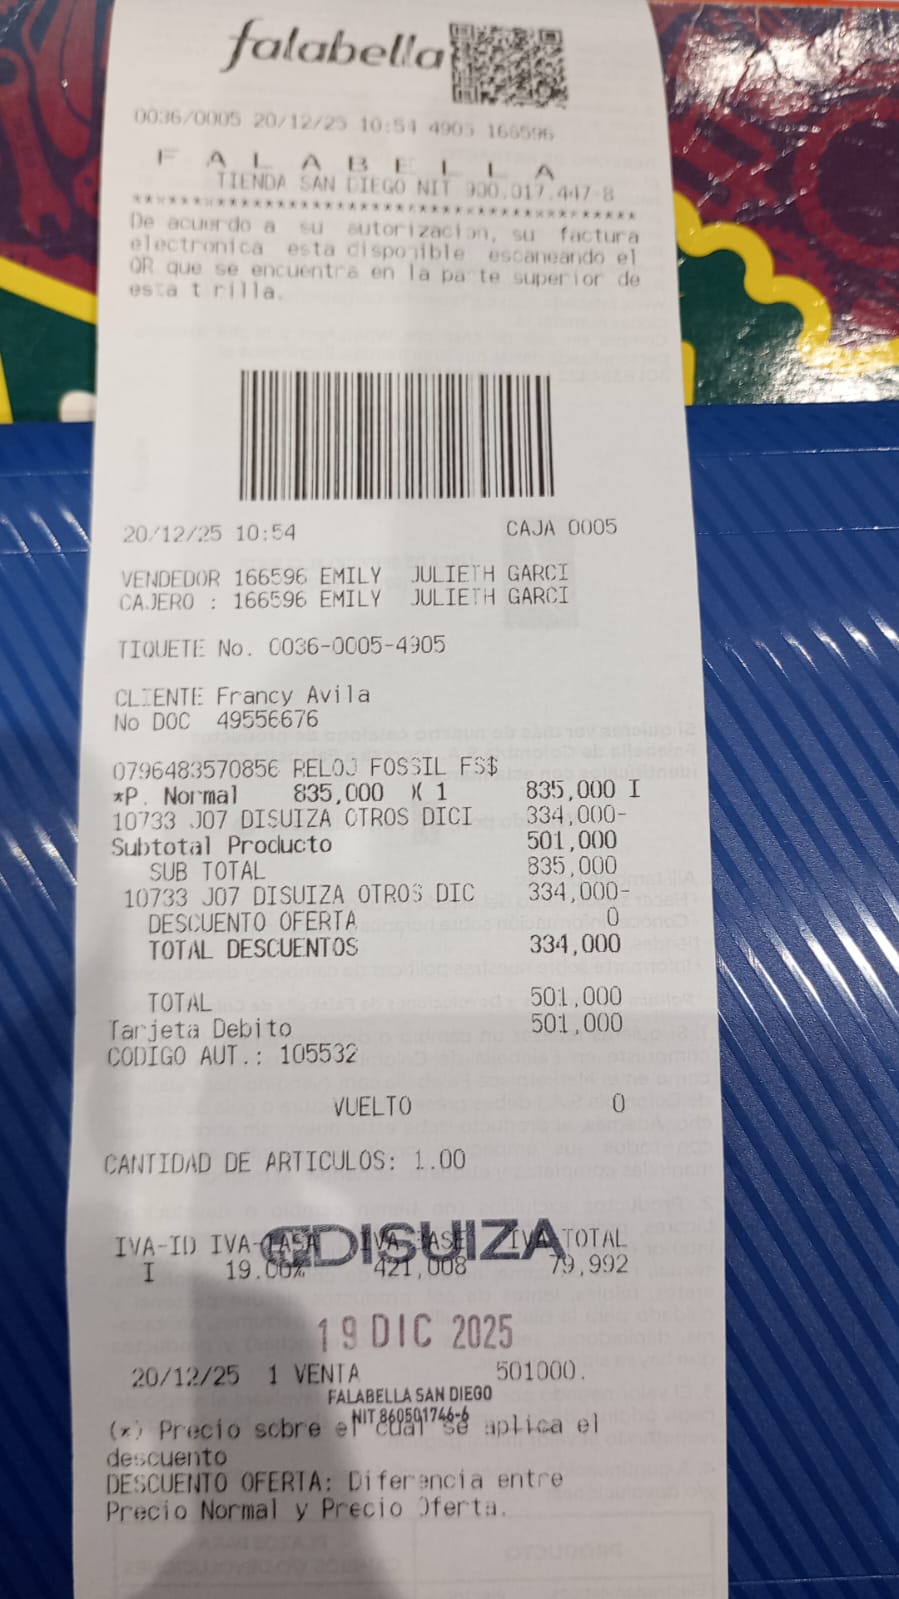 falabella
0036/0005 20/12/25 10:54 4905 166596
F A L A B E L L A
TIENDA SAN DIEGO NIT 900.017.447-8
****************************************
De acuerdo a su autorizacion, su factura
electronica esta disponible escaneando el
QR que se encuentra en la parte superior de
esta tirilla.
20/12/25 10:54 CAJA 0005
VENDEDOR 166596 EMILY JULIETH GARCI
CAJERO : 166596 EMILY JULIETH GARCI
TIQUETE No. 0036-0005-4905
CLIENTE Francy Avila
No DOC 49556676
0796483570856 RELOJ FOSSIL FS$
*P. Normal 835,000 X 1 835,000 I
10733 J07 DISUIZA OTROS DICI 334,000-
Subtotal Producto 501,000
SUB TOTAL 835,000
10733 J07 DISUIZA OTROS DIC 334,000-
DESCUENTO OFERTA 0
TOTAL DESCUENTOS 334,000
TOTAL 501,000
Tarjeta Debito 501,000
CODIGO AUT.: 105532
VUELTO 0
CANTIDAD DE ARTICULOS: 1.00
IVA-ID IVA-TASA IVA BASE IVA TOTAL
DISUIZA
I 19.00% 421,008 79,992
19 DIC 2025
20/12/25 1 VENTA 501000.
FALABELLA SAN DIEGO
NIT 860501746-6
(*) Precio sobre el cual se aplica el
descuento
DESCUENTO OFERTA: Diferencia entre
Precio Normal y Precio Oferta.